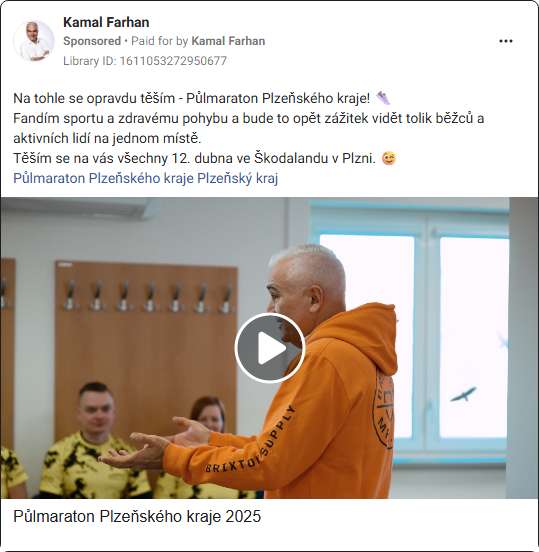 Kamal Farhan
Sponsored • Paid for by Kamal Farhan
Library ID: 1611053272950677
Na tohle se opravdu těším - Půlmaraton Plzeňského kraje! 👟
Fandím sportu a zdravému pohybu a bude to opět zážitek vidět tolik běžců a
aktivních lidí na jednom místě.
Těším se na vás všechny 12. dubna ve Škodalandu v Plzni. 😉
Půlmaraton Plzeňského kraje Plzeňský kraj
BRIXTOL SUPPLY
Půlmaraton Plzeňského kraje 2025